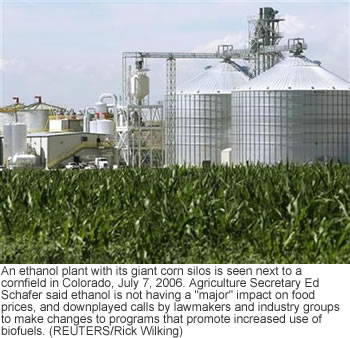 An ethanol plant with its giant corn silos is seen next to a
cornfield in Colorado, July 7, 2006. Agriculture Secretary Ed
Schafer said ethanol is not having a "major" impact on food
prices, and downplayed calls by lawmakers and industry groups
to make changes to programs that promote increased use of
biofuels. (REUTERS/Rick Wilking)